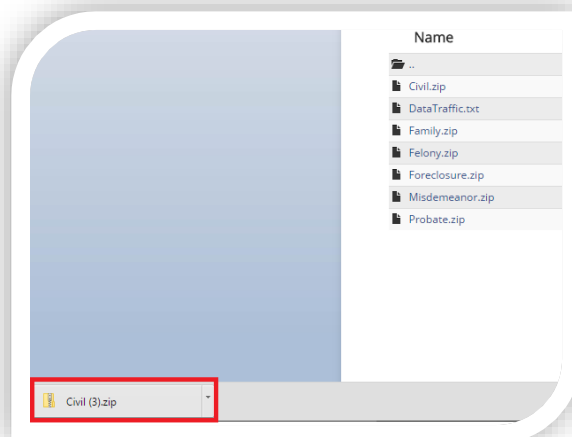 Name
..
Civil.zip
DataTraffic.txt
Family.zip
Felony.zip
Foreclosure.zip
Misdemeanor.zip
Probate.zip
Civil (3).zip